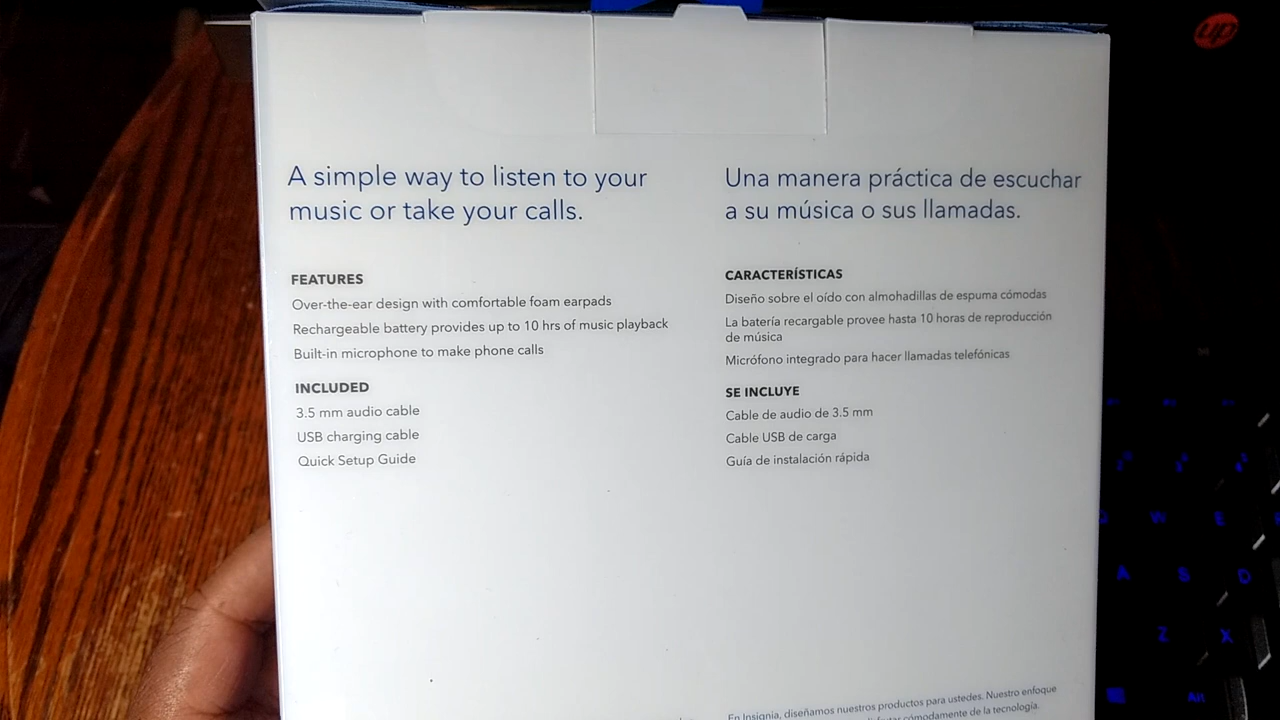 A simple way to listen to your
music or take your calls.
FEATURES
Over-the-ear design with comfortable foam earpads
Rechargeable battery provides up to 10 hrs of music playback
Built-in microphone to make phone calls
INCLUDED
3.5 mm audio cable
USB charging cable
Quick Setup Guide
Una manera práctica de escuchar
a su música o sus llamadas.
CARACTERÍSTICAS
Diseño sobre el oído con almohadillas de espuma cómodas
La batería recargable provee hasta 10 horas de reproducción
de música
Micrófono integrado para hacer llamadas telefónicas
SE INCLUYE
Cable de audio de 3.5 mm
Cable USB de carga
Guía de instalación rápida
En Insignia, diseñamos nuestros productos para ustedes. Nuestro enfoque
cómodamente de la tecnología.
up
W
E
A
S
D
Z
X
Alt